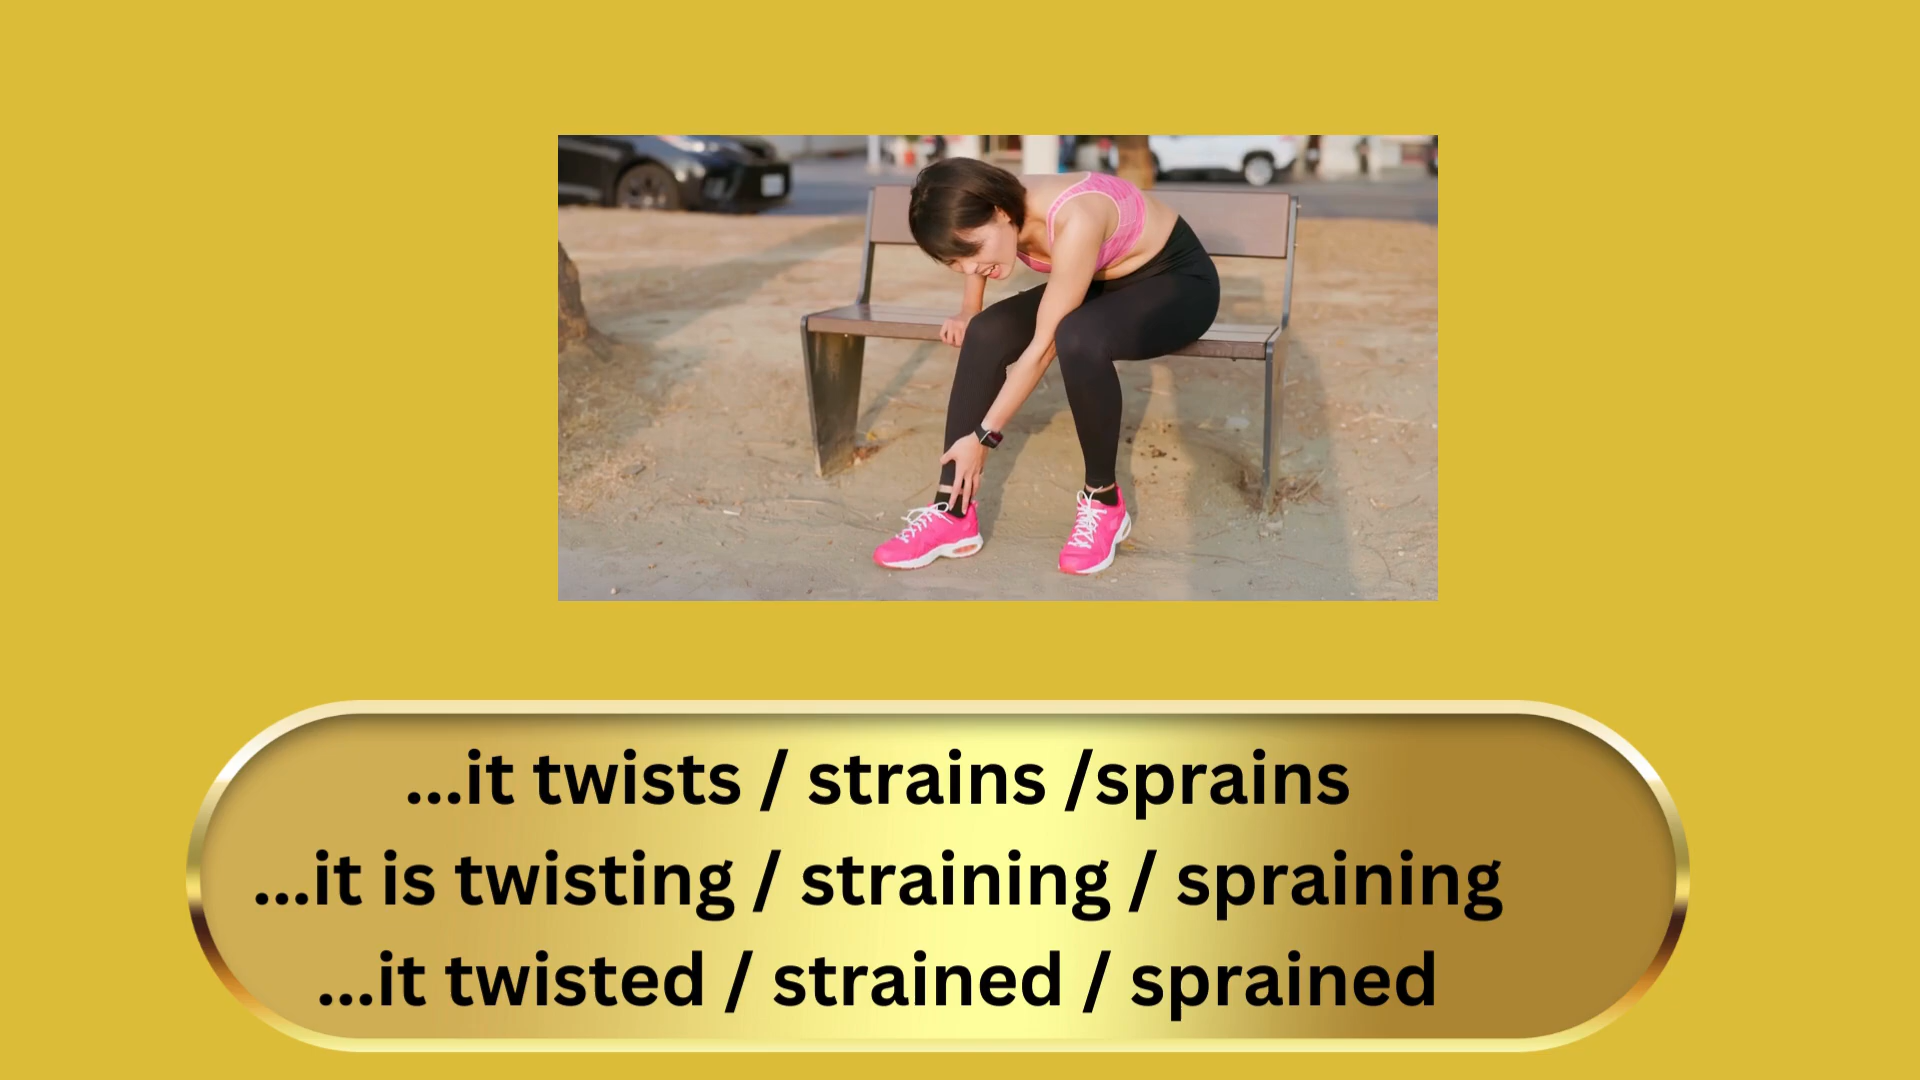 ...it twists / strains /sprains
...it is twisting / straining / spraining
...it twisted / strained / sprained